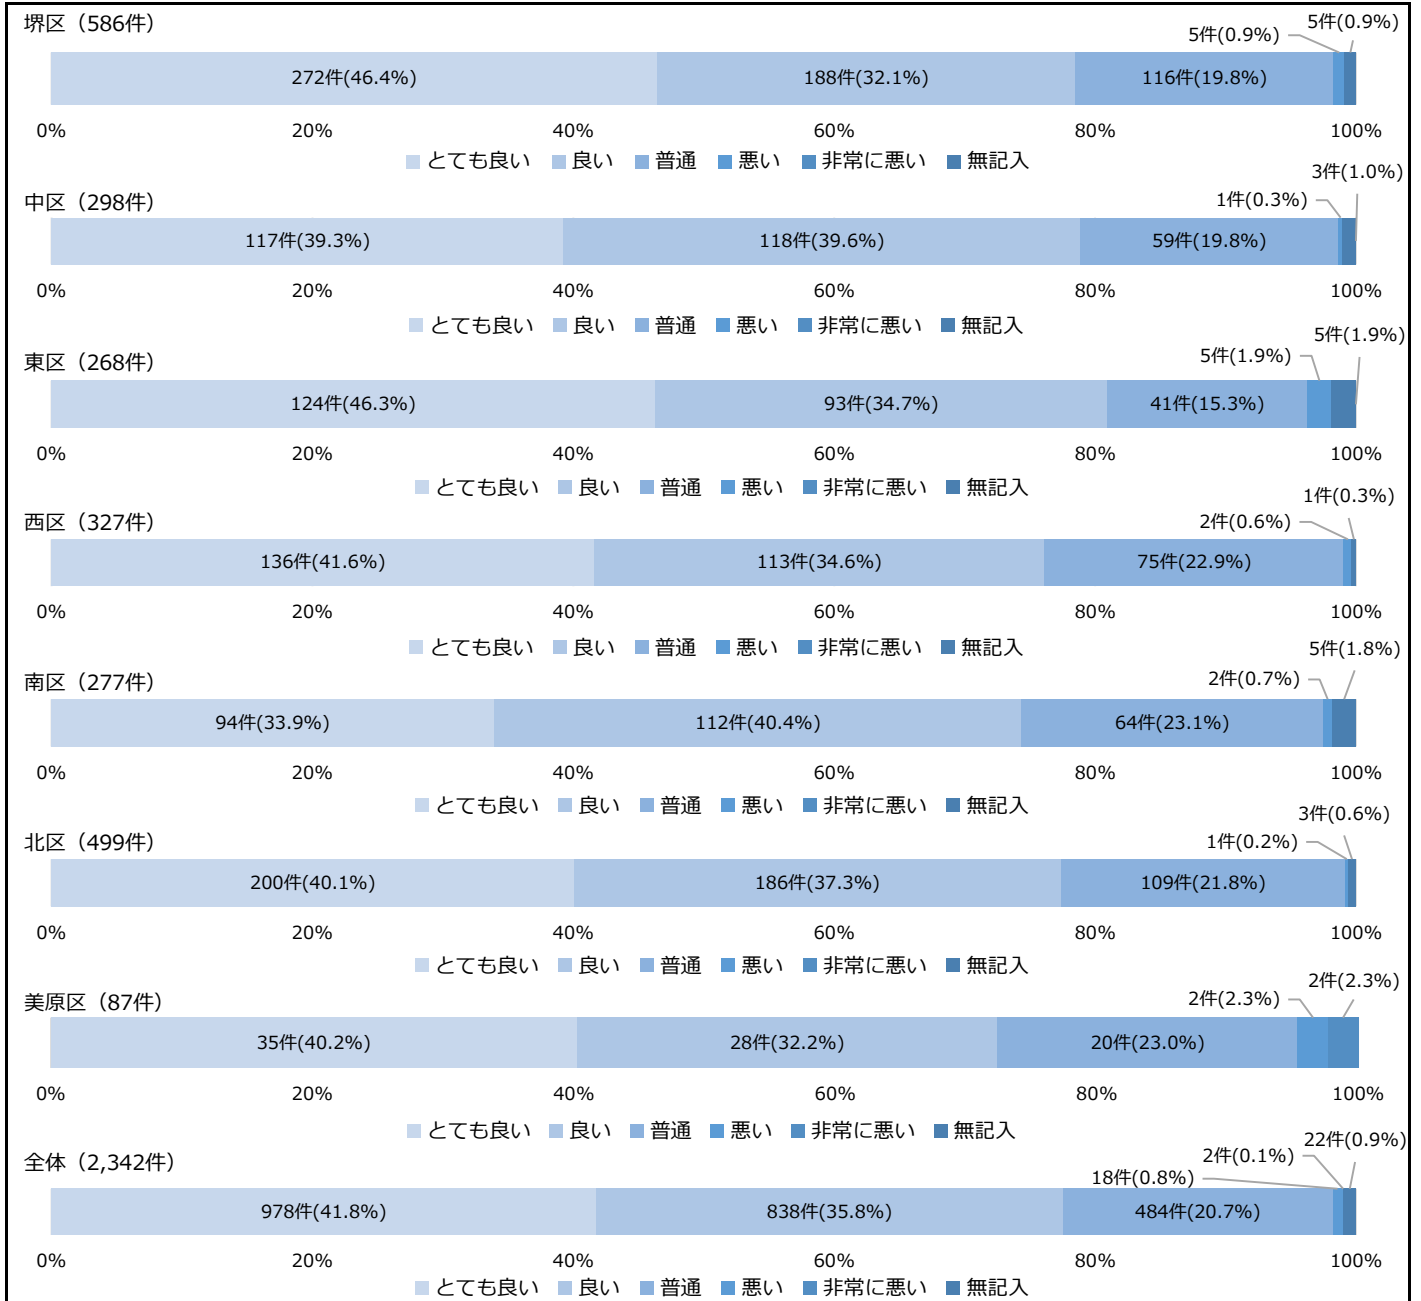 堺区（586件）
5件(0.9%)
5件(0.9%)
272件(46.4%) 188件(32.1%) 116件(19.8%)
0% 20% 40% 60% 80% 100%
とても良い 良い 普通 悪い 非常に悪い 無記入
中区（298件）
1件(0.3%)
3件(1.0%)
117件(39.3%) 118件(39.6%) 59件(19.8%)
0% 20% 40% 60% 80% 100%
とても良い 良い 普通 悪い 非常に悪い 無記入
東区（268件）
5件(1.9%)
5件(1.9%)
124件(46.3%) 93件(34.7%) 41件(15.3%)
0% 20% 40% 60% 80% 100%
とても良い 良い 普通 悪い 非常に悪い 無記入
西区（327件）
2件(0.6%)
1件(0.3%)
136件(41.6%) 113件(34.6%) 75件(22.9%)
0% 20% 40% 60% 80% 100%
とても良い 良い 普通 悪い 非常に悪い 無記入
南区（277件）
2件(0.7%)
5件(1.8%)
94件(33.9%) 112件(40.4%) 64件(23.1%)
0% 20% 40% 60% 80% 100%
とても良い 良い 普通 悪い 非常に悪い 無記入
北区（499件）
1件(0.2%)
3件(0.6%)
200件(40.1%) 186件(37.3%) 109件(21.8%)
0% 20% 40% 60% 80% 100%
とても良い 良い 普通 悪い 非常に悪い 無記入
美原区（87件）
2件(2.3%)
2件(2.3%)
35件(40.2%) 28件(32.2%) 20件(23.0%)
0% 20% 40% 60% 80% 100%
とても良い 良い 普通 悪い 非常に悪い 無記入
全体（2,342件）
18件(0.8%)
2件(0.1%)
22件(0.9%)
978件(41.8%) 838件(35.8%) 484件(20.7%)
0% 20% 40% 60% 80% 100%
とても良い 良い 普通 悪い 非常に悪い 無記入